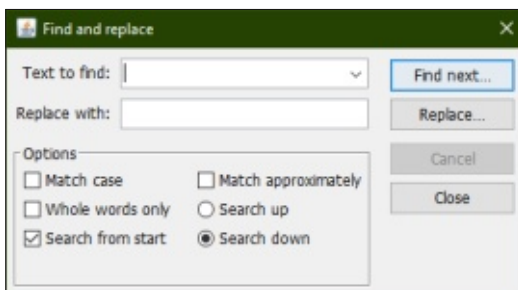 Find and replace
Text to find:
Find next...
Replace with:
Replace...
Options
Cancel
Match case
Match approximately
Close
Whole words only
Search up
Search from start
Search down